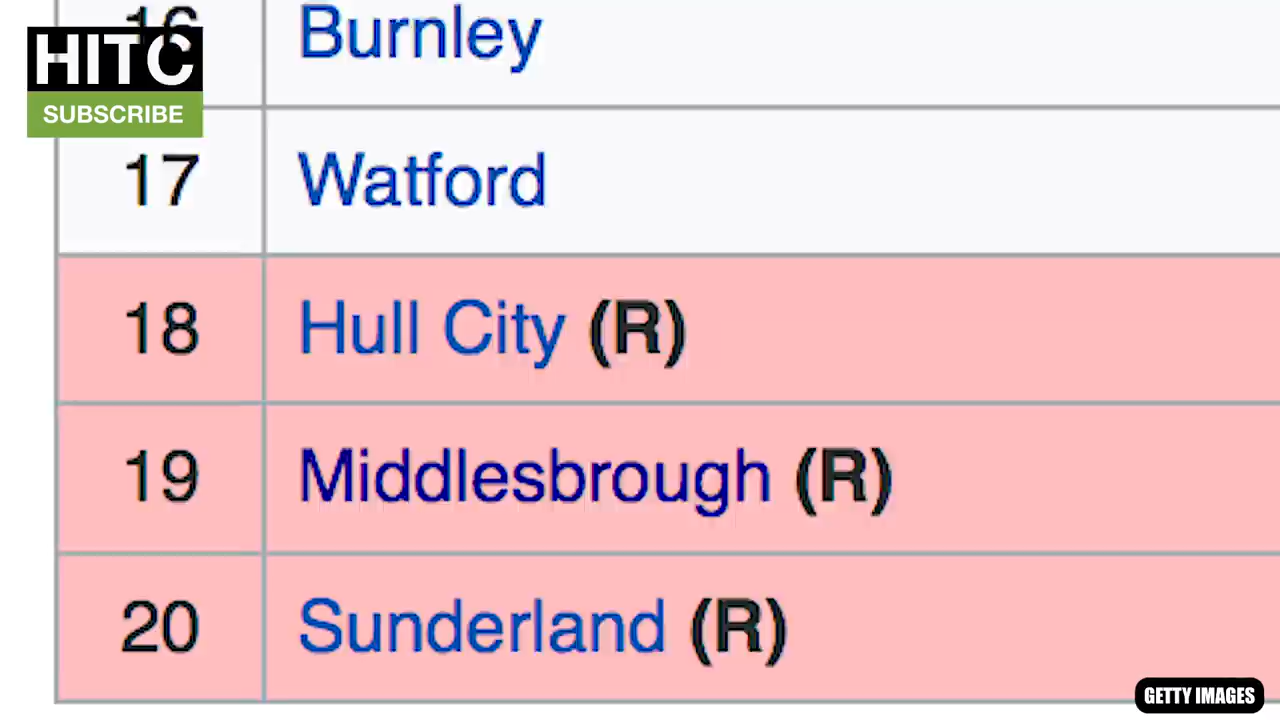 16 Burnley
HITC
SUBSCRIBE
17 Watford
18 Hull City (R)
19 Middlesbrough (R)
20 Sunderland (R)
GETTY IMAGES